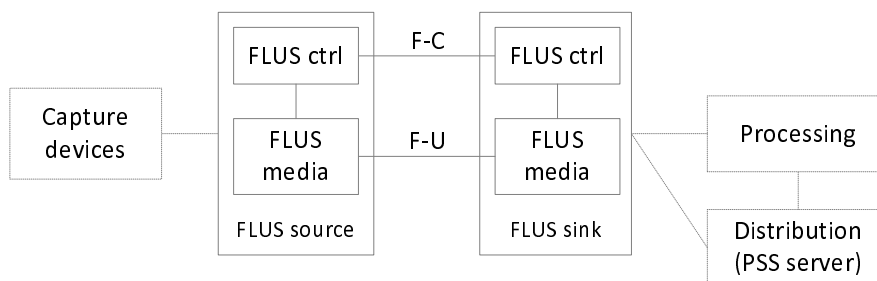 F-C
FLUS ctrl
FLUS ctrl
Capture
devices
FLUS
media
F-U
FLUS
media
Processing
FLUS source
FLUS sink
Distribution
(PSS server)